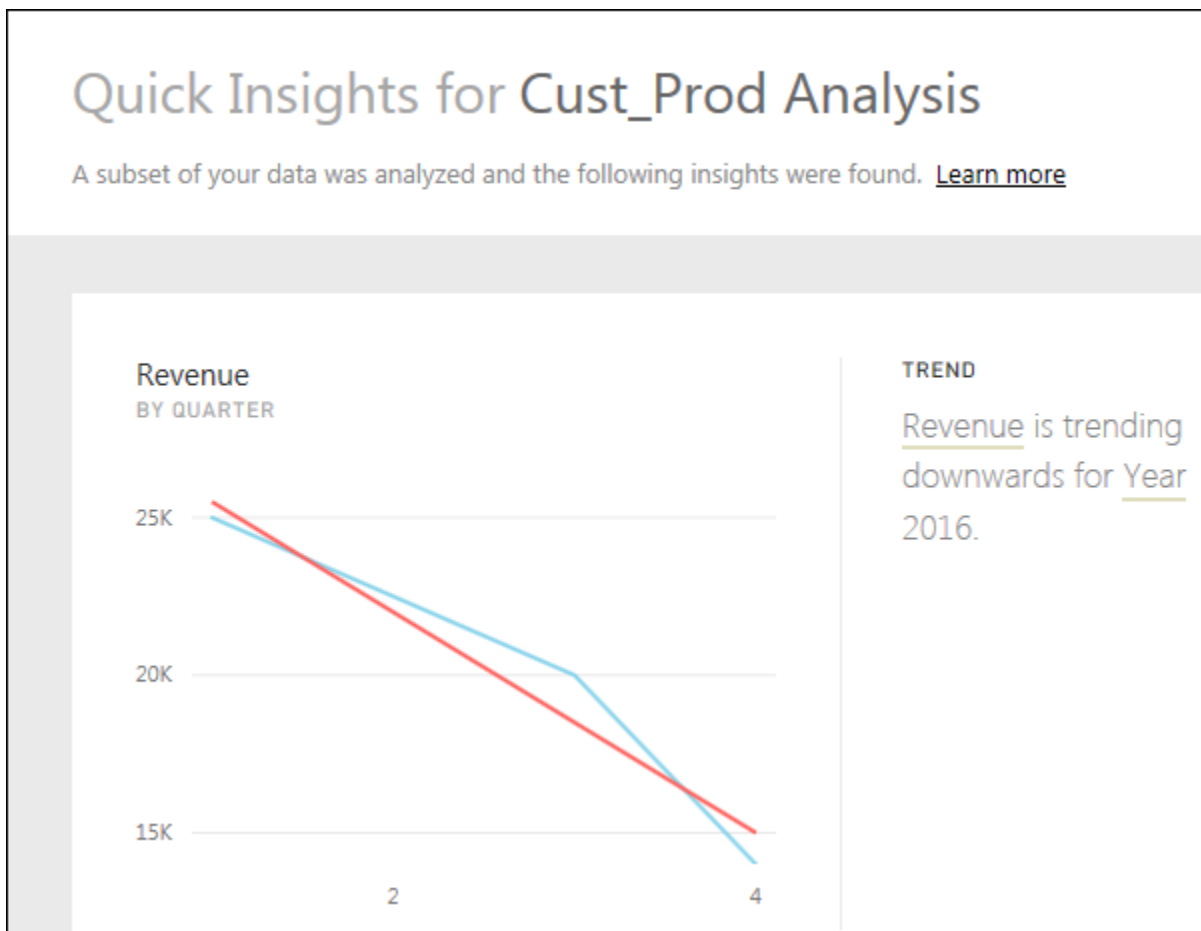 Quick Insights for Cust_Prod Analysis
A subset of your data was analyzed and the following insights were found. Learn more
Revenue
BY QUARTER
25K
20K
15K
2
4
TREND
Revenue is trending
downwards for Year
2016.